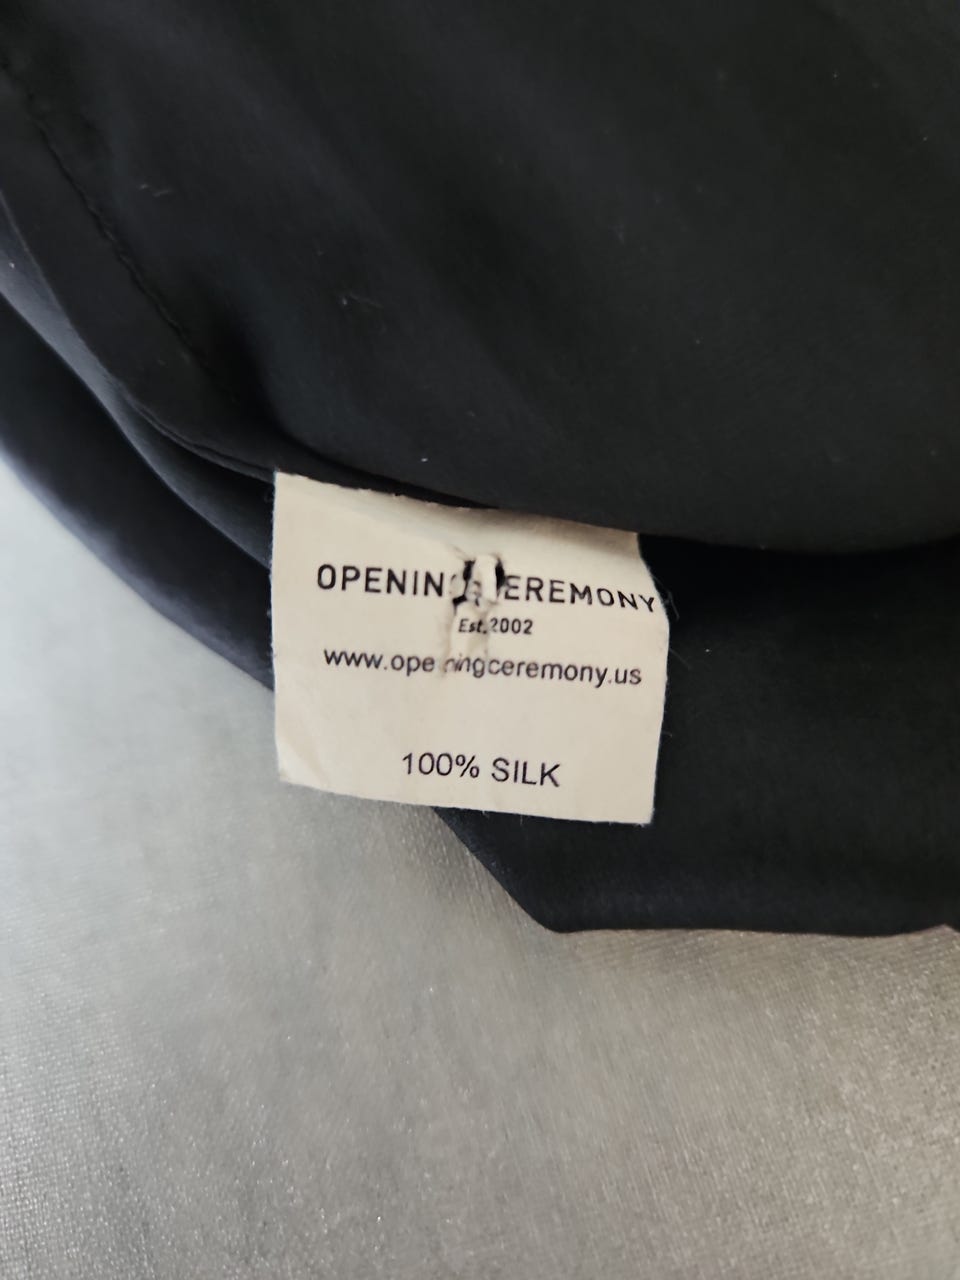 OPENING CEREMONY
Est.2002
www.openingceremony.us
100% SILK